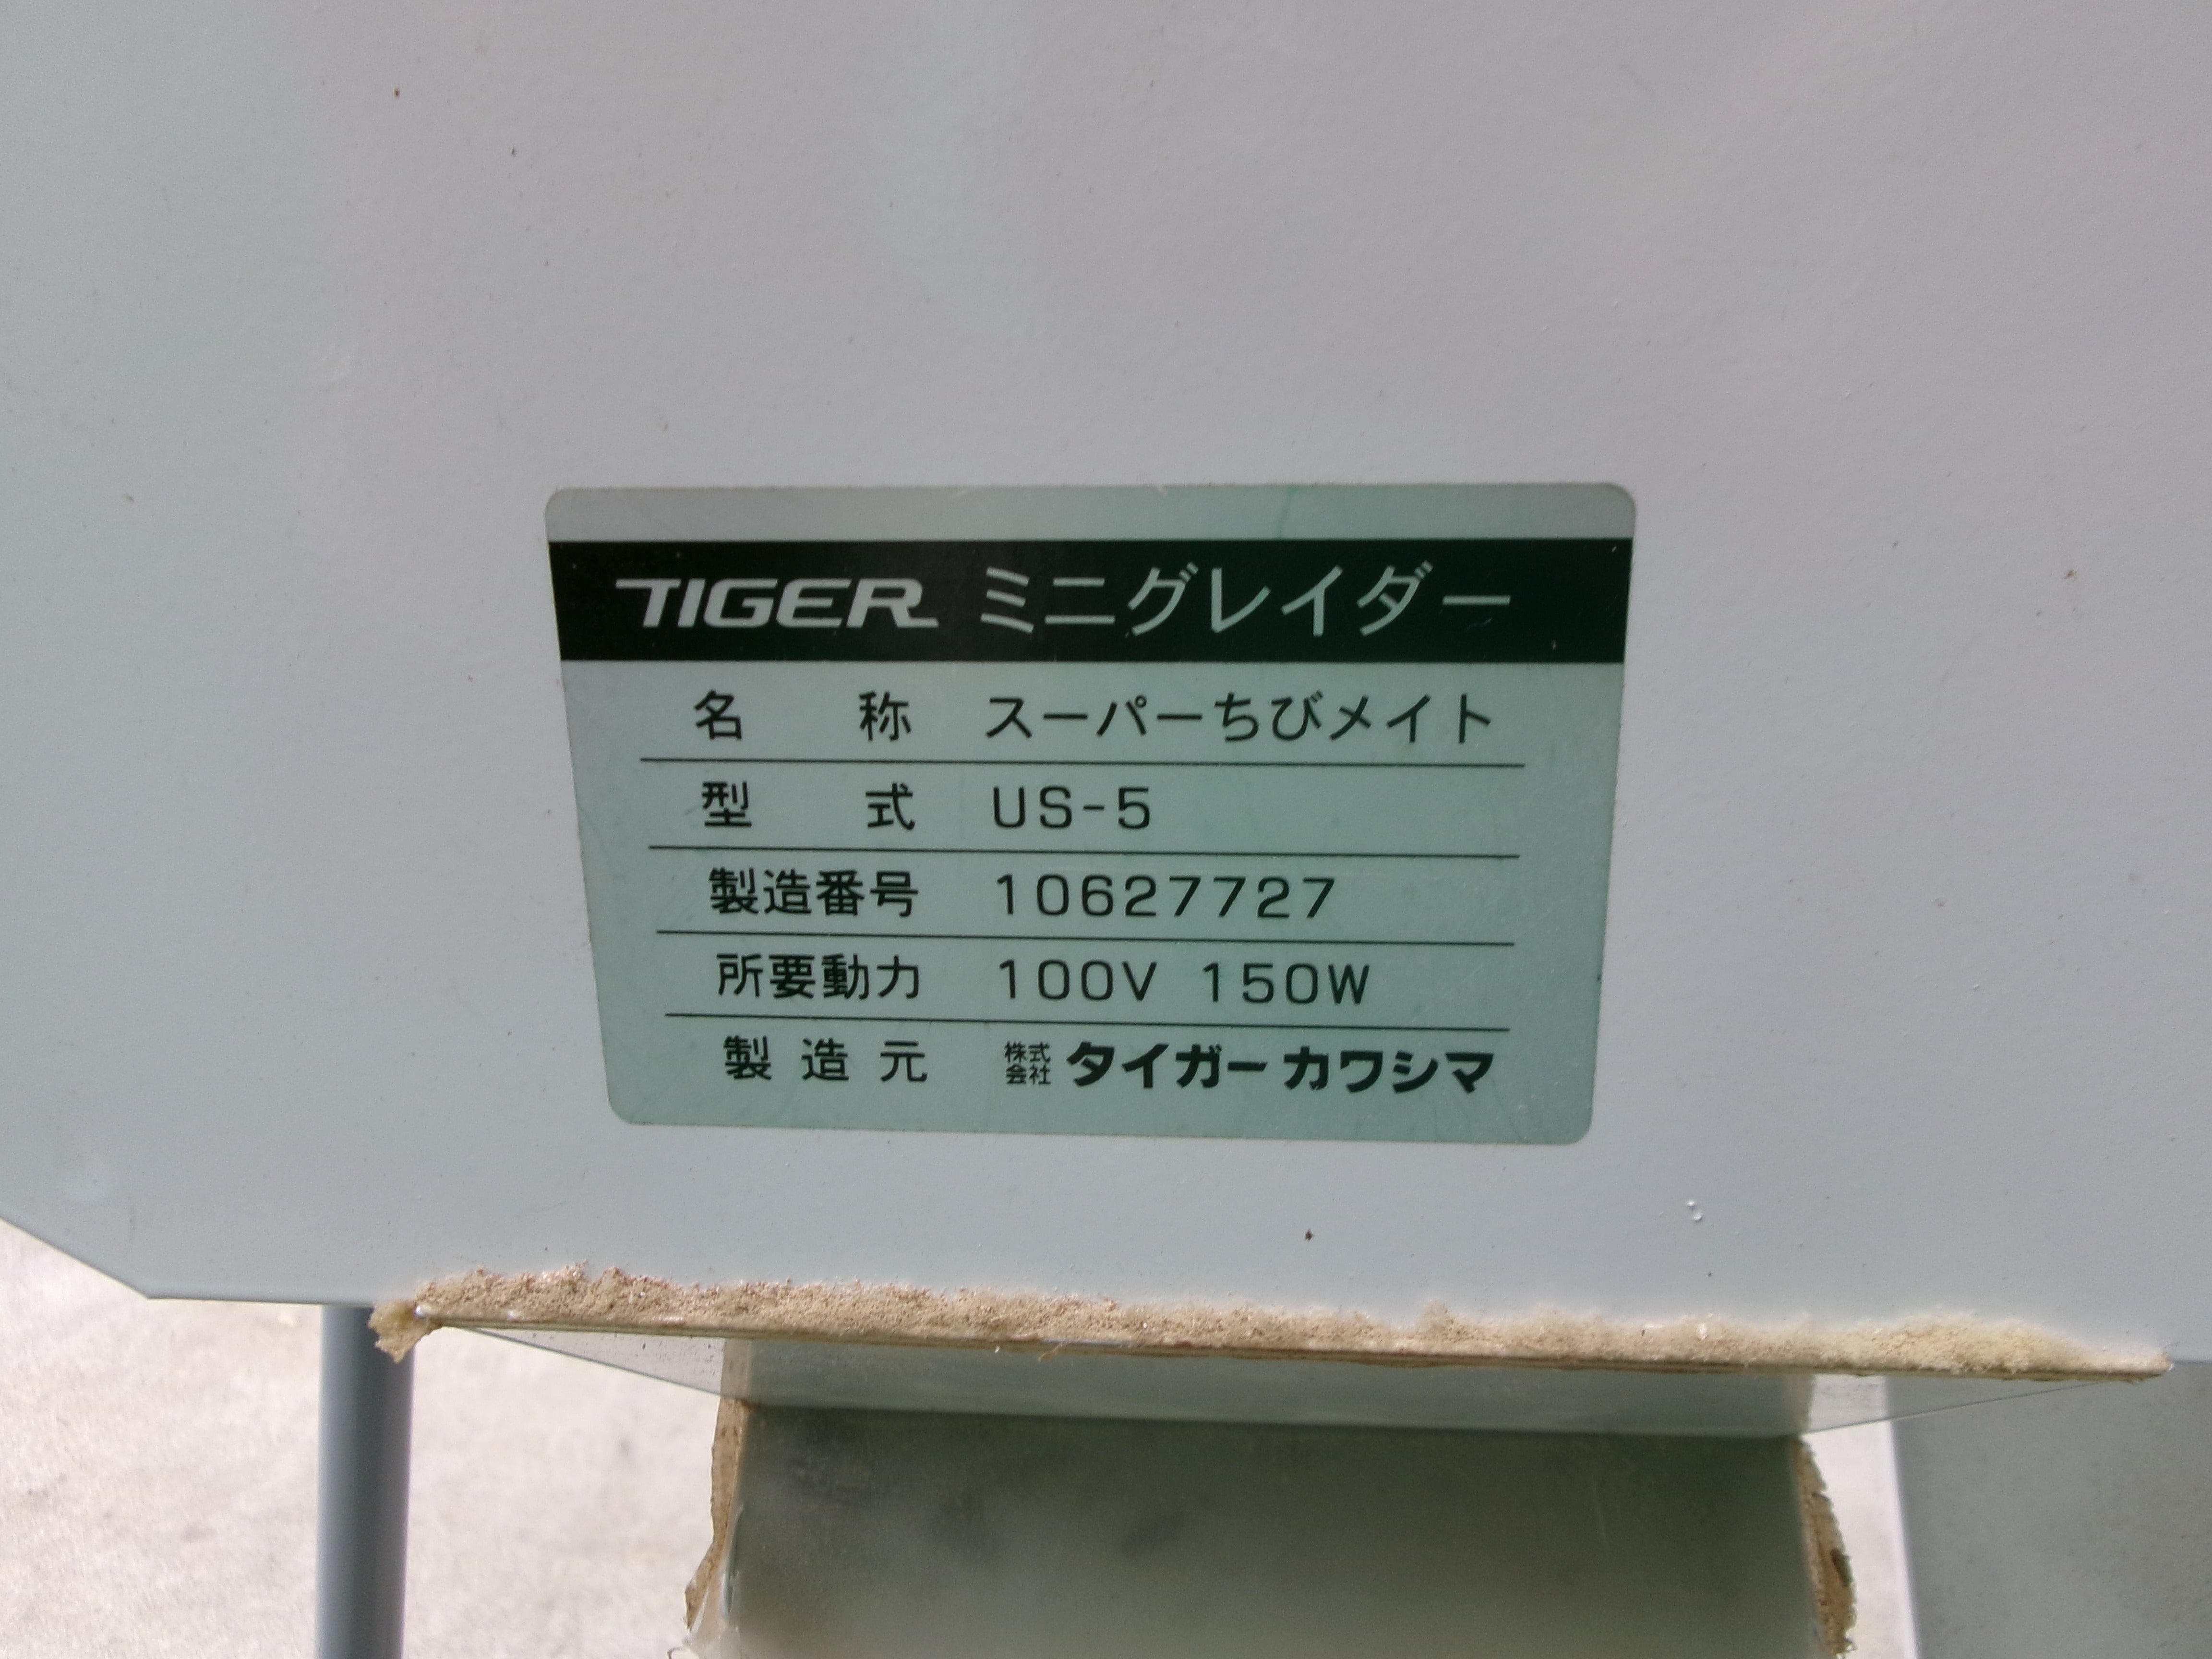 TIGER ミニグレイダー
名称 スーパーちびメイト
型式 US-5
製造番号 10627727
所要動力 100V 150W
製造元 株式会社 タイガーカワシマ